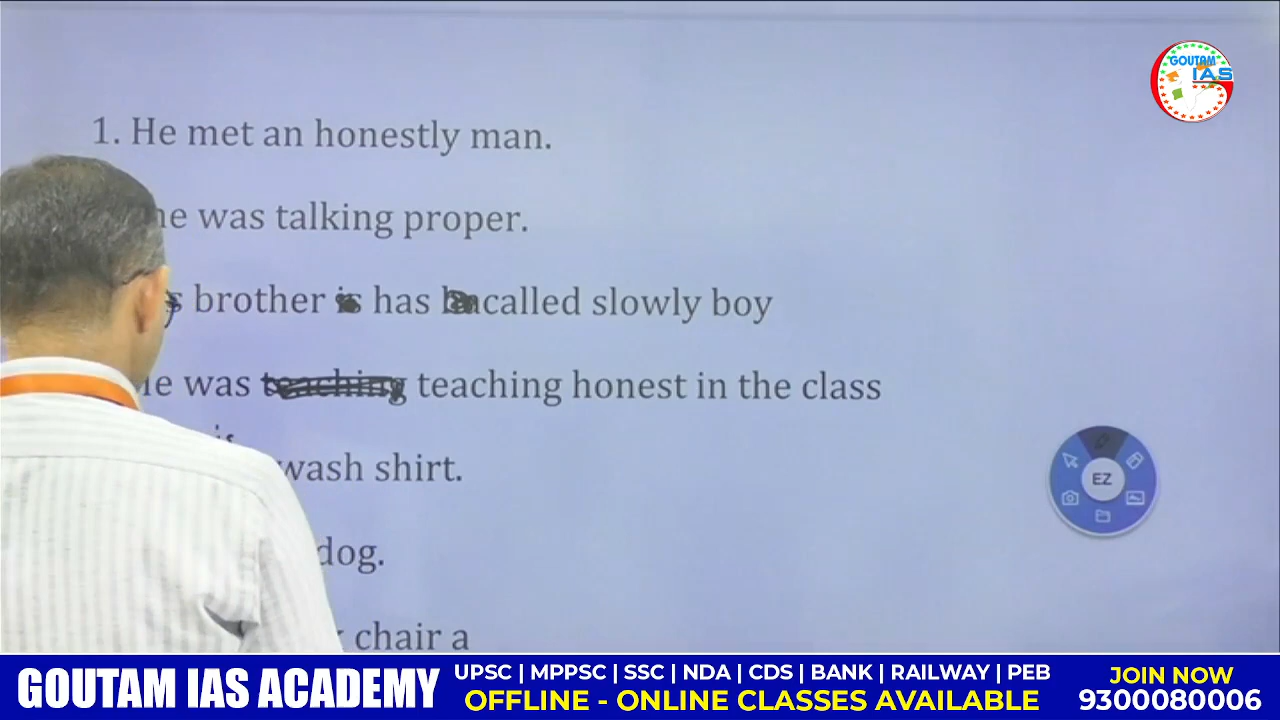 GOUTAM
IAS
1. He met an honestly man.
he was talking proper.
s brother is has called slowly boy
He was teaching teaching honest in the class
is
wash shirt.
dog.
chair a
EZ
GOUTAM IAS ACADEMY
UPSC | MPPSC | SSC | NDA | CDS | BANK | RAILWAY | PEB
OFFLINE - ONLINE CLASSES AVAILABLE
JOIN NOW
9300080006